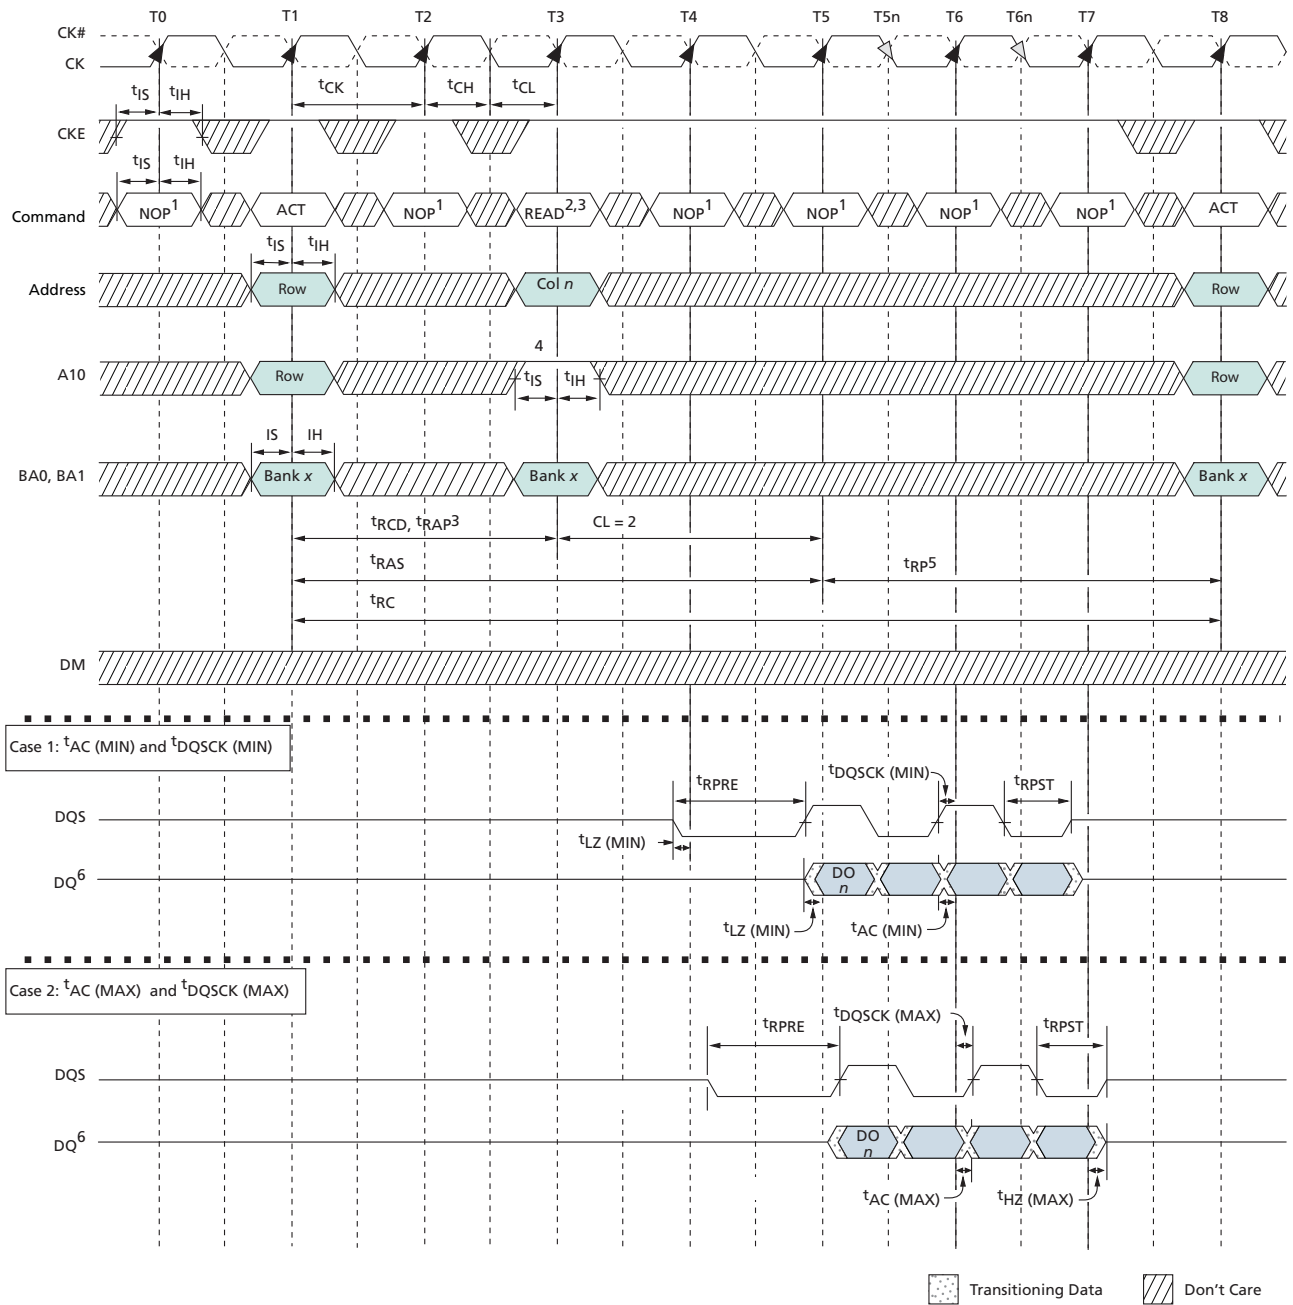 T0 T1 T2 T3 T4 T5 T5n T6 T6n T7 T8
CK#
CK
tCK tCH tCL
tIS tIH
CKE
tIS tIH
Command NOP1 ACT NOP1 READ2,3 NOP1 NOP1 NOP1 NOP1 ACT
tIS tIH
Address Row Col n Row
4
A10 Row tIS tIH Row
IS IH
BA0, BA1 Bank x Bank x Bank x
tRCD, tRAP3 CL = 2
tRAS tRP5
tRC
DM
Case 1: tAC (MIN) and tDQSCK (MIN)
tRPRE tDQSCK (MIN) tRPST
DQS
tLZ (MIN)
DQ6 DO n
tLZ (MIN) tAC (MIN)
Case 2: tAC (MAX) and tDQSCK (MAX)
tRPRE tDQSCK (MAX) tRPST
DQS
DQ6 DO n
tAC (MAX) tHZ (MAX)
Transitioning Data Don't Care